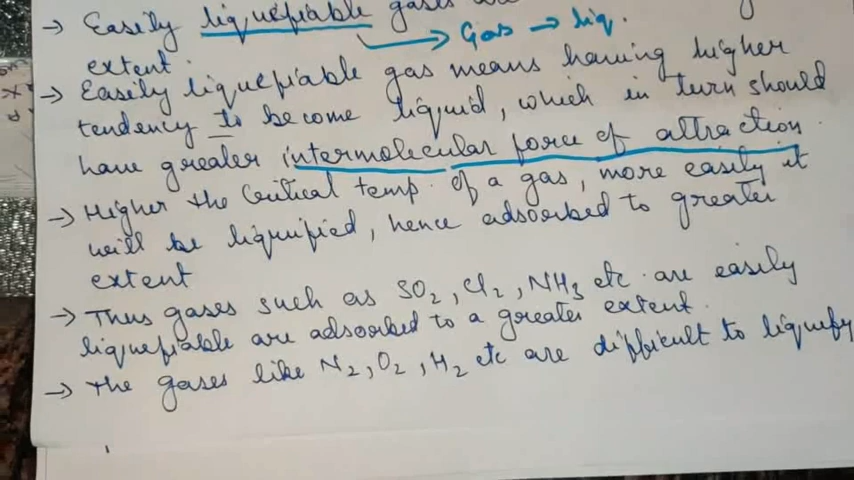 → Easily liquefiable gases
Gas → liq.
extent.
→ Easily liquefiable gas means having higher
tendency to become liquid, which in turn should
have greater intermolecular force of attraction.
→ Higher the Critical temp. of a gas, more easily it
will be liquified, hence adsorbed to greater
extent
→ Thus gases such as SO₂, Cl₂, NH₃ etc. are easily
liquefiable are adsorbed to a greater extent.
→ The gases like N₂, O₂, H₂ etc are difficult to liquefy